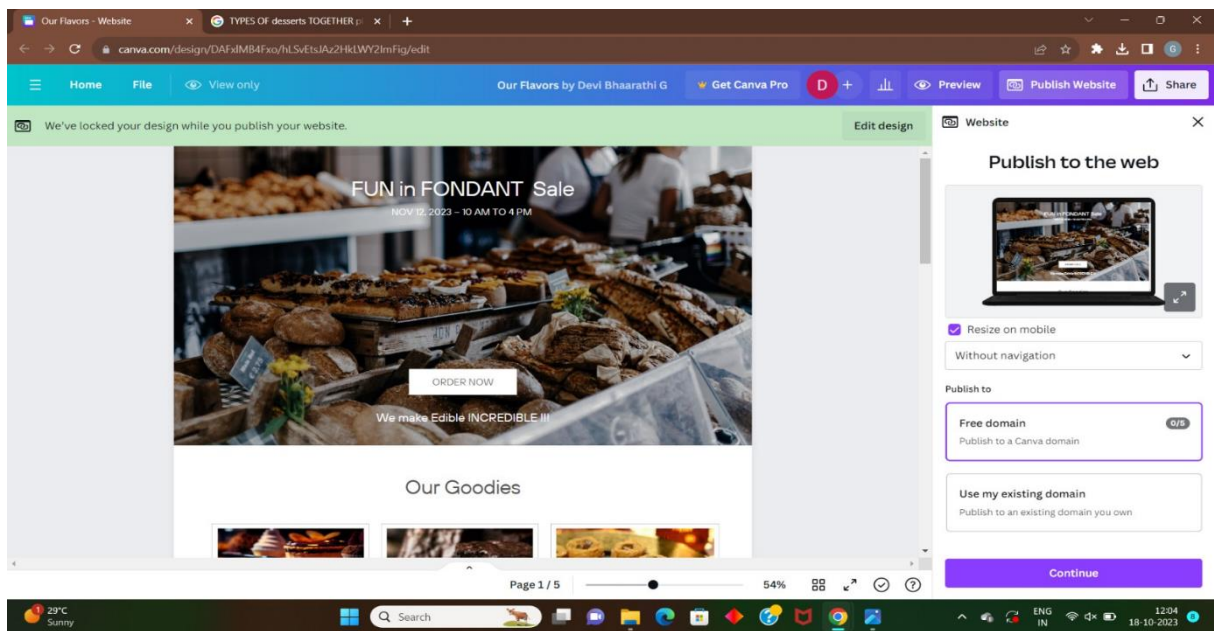 Our Flavors - Website
TYPES OF desserts TOGETHER p
canva.com/design/DAFxlMB4Fxo/hLSvEtsJAz2HkLWY2ImFig/edit
G
Home File View only Our Flavors by Devi Bhaarathi G Get Canva Pro D Preview Publish Website Share
We've locked your design while you publish your website. Edit design
FUN in FONDANT Sale
NOV 12, 2023 – 10 AM TO 4 PM
ORDER NOW
We make Edible INCREDIBLE !!!
Our Goodies
Website
Publish to the web
Resize on mobile
Without navigation
Publish to
Free domain 0/5
Publish to a Canva domain
Use my existing domain
Publish to an existing domain you own
Continue
Page 1 / 5 54%
1
29°C
Sunny
Search
ENG
IN
12:04
18-10-2023